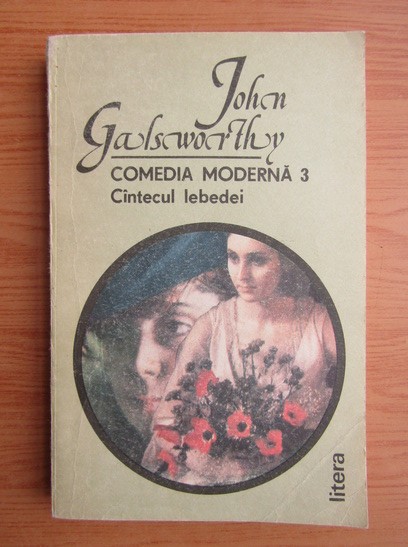 John
Galsworthy
COMEDIA MODERNĂ 3
Cîntecul lebedei
litera